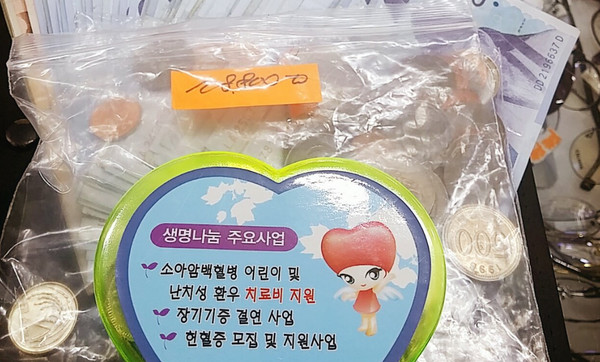 DD2196637D
생명나눔 주요사업
소아암백혈병 어린이 및
난치성 환우 치료비 지원
장기기증 결연 사업
헌혈증 모집 및 지원사업